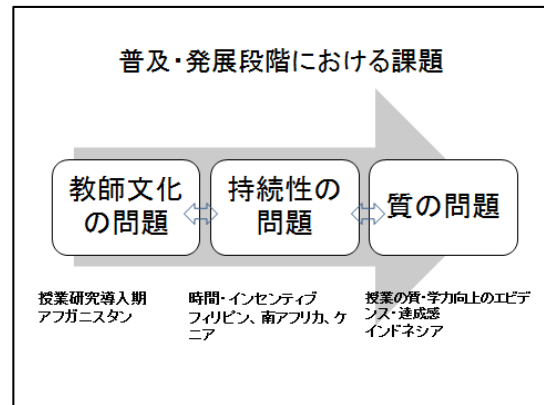 普及・発展段階における課題
教師文化
の問題
持続性の
問題
質の問題
授業研究導入期
アフガニスタン
時間・インセンティブ
フィリピン、南アフリカ、ケ
ニア
授業の質・学力向上のエビデ
ンス・達成感
インドネシア